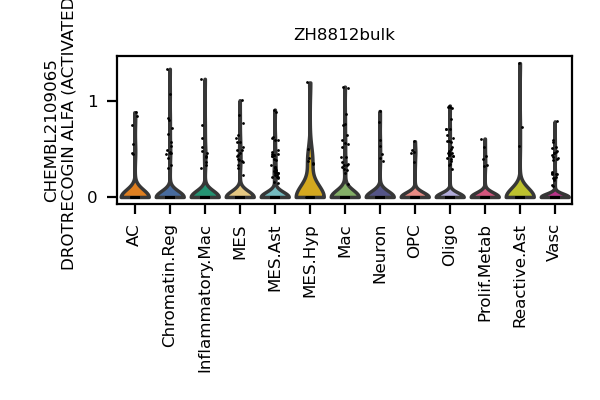 ZH8812bulk
CHEMBL2109065
DROTRECOGIN ALFA (ACTIVATED
1
0
AC
Chromatin.Reg
Inflammatory.Mac
MES
MES.Ast
MES.Hyp
Mac
Neuron
OPC
Oligo
Prolif.Metab
Reactive.Ast
Vasc